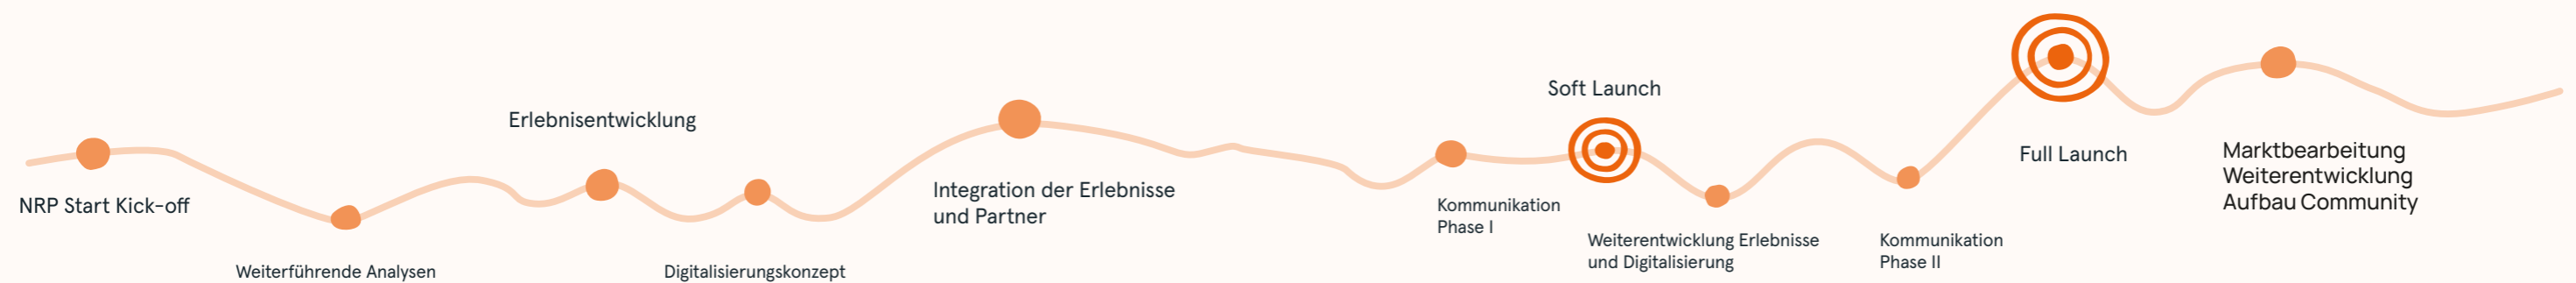 NRP Start Kick-off
Weiterführende Analysen
Erlebnisentwicklung
Digitalisierungskonzept
Integration der Erlebnisse
und Partner
Kommunikation
Phase I
Soft Launch
Weiterentwicklung Erlebnisse
und Digitalisierung
Kommunikation
Phase II
Full Launch
Marktbearbeitung
Weiterentwicklung
Aufbau Community